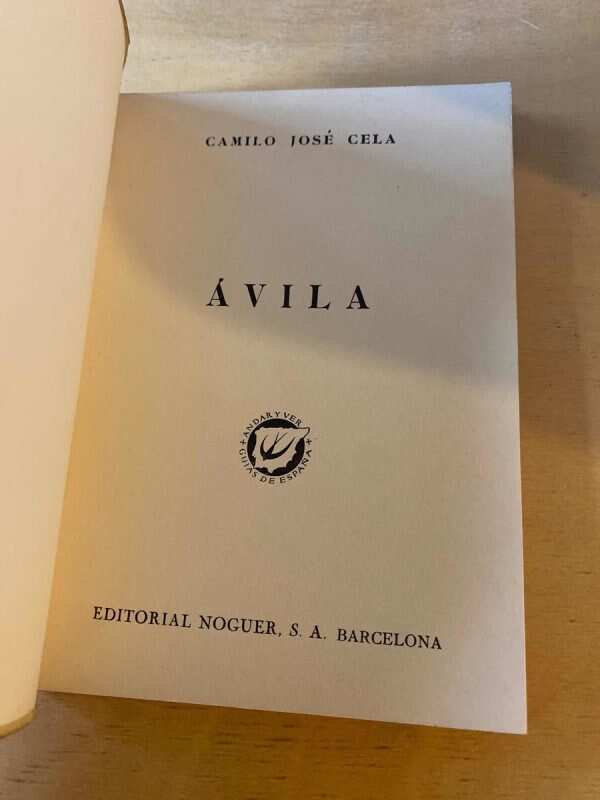 CAMILO JOSÉ CELA
ÁVILA
ANDAR Y VER
GUÍAS DE ESPAÑA
EDITORIAL NOGUER, S. A. BARCELONA